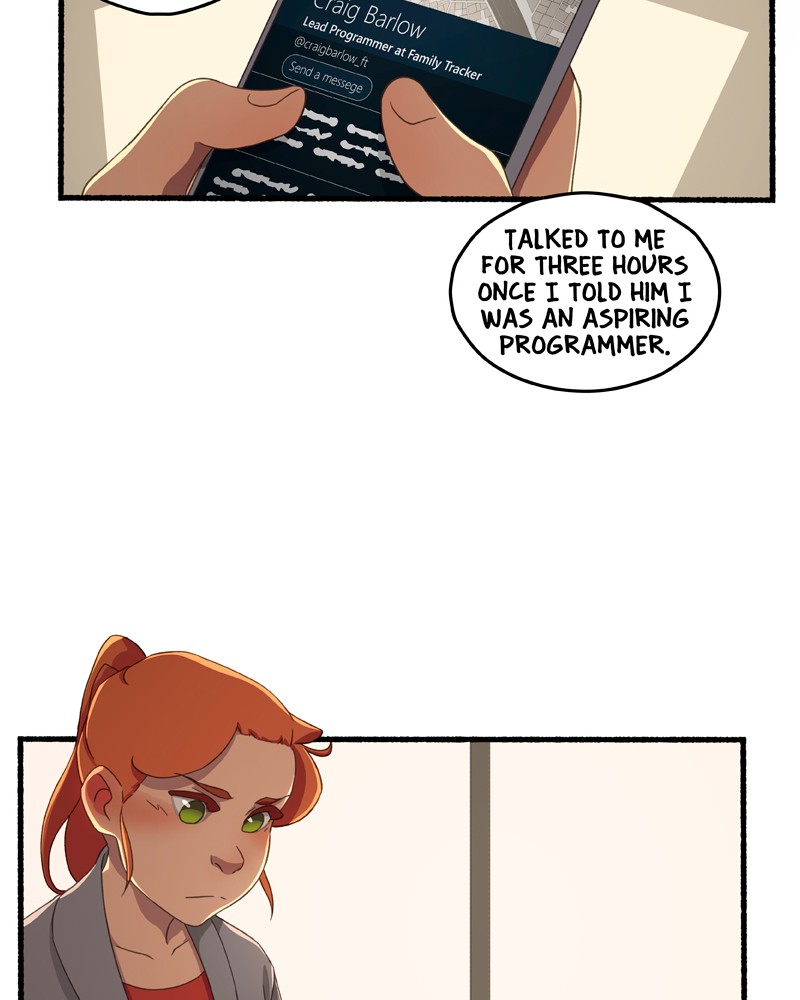 Craig Barlow
Lead Programmer at Family Tracker
@craigbarlow_ft
Send a messege
TALKED TO ME
FOR THREE HOURS
ONCE I TOLD HIM I
WAS AN ASPIRING
PROGRAMMER.